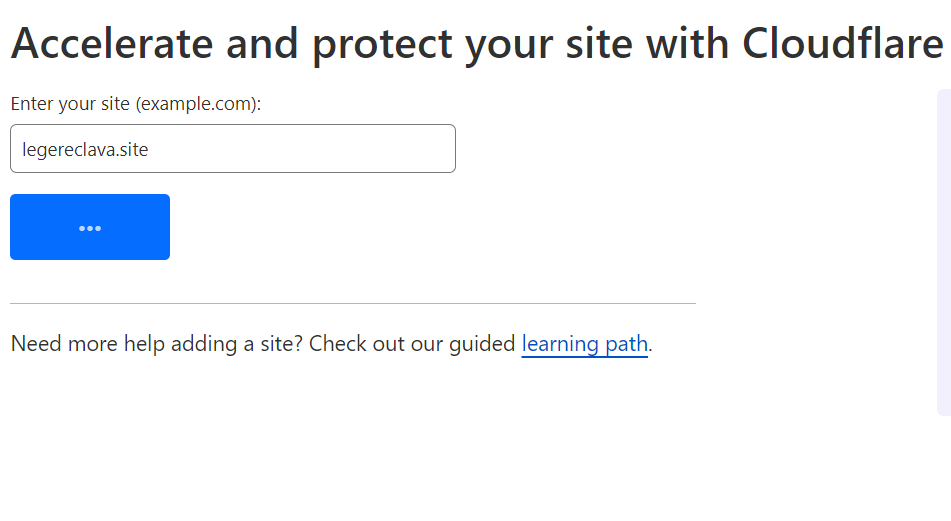 Accelerate and protect your site with Cloudflare
Enter your site (example.com):
legereclava.site
•••
Need more help adding a site? Check out our guided learning path.